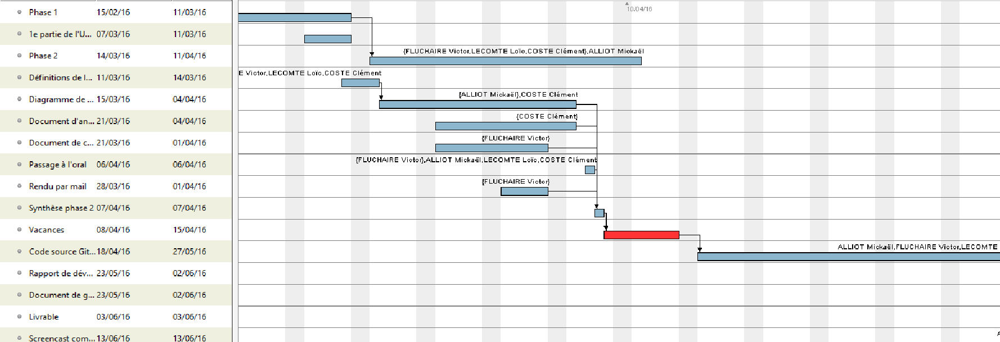 10/04/16
Phase 1 15/02/16 11/03/16
1e partie de l'U... 07/03/16 11/03/16
Phase 2 14/03/16 11/04/16 {FLUCHAIRE Victor,LECOMTE Loïc,COSTE Clément},ALLIOT Mickaël
Définitions de l... 11/03/16 14/03/16 E Victor,LECOMTE Loïc,COSTE Clément
Diagramme de ... 15/03/16 04/04/16 {ALLIOT Mickaël},COSTE Clément
Document d'an... 21/03/16 04/04/16 {COSTE Clément}
Document de c... 21/03/16 01/04/16 {FLUCHAIRE Victor}
Passage à l'oral 06/04/16 06/04/16 {FLUCHAIRE Victor},ALLIOT Mickaël,LECOMTE Loïc,COSTE Clément
Rendu par mail 28/03/16 01/04/16 {FLUCHAIRE Victor}
Synthèse phase 2 07/04/16 07/04/16
Vacances 08/04/16 15/04/16
Code source Git... 18/04/16 27/05/16 ALLIOT Mickaël,FLUCHAIRE Victor,LECOMTE
Rapport de dév... 23/05/16 02/06/16
Document de g... 23/05/16 02/06/16
Livrable 03/06/16 03/06/16
Screencast com... 13/06/16 13/06/16